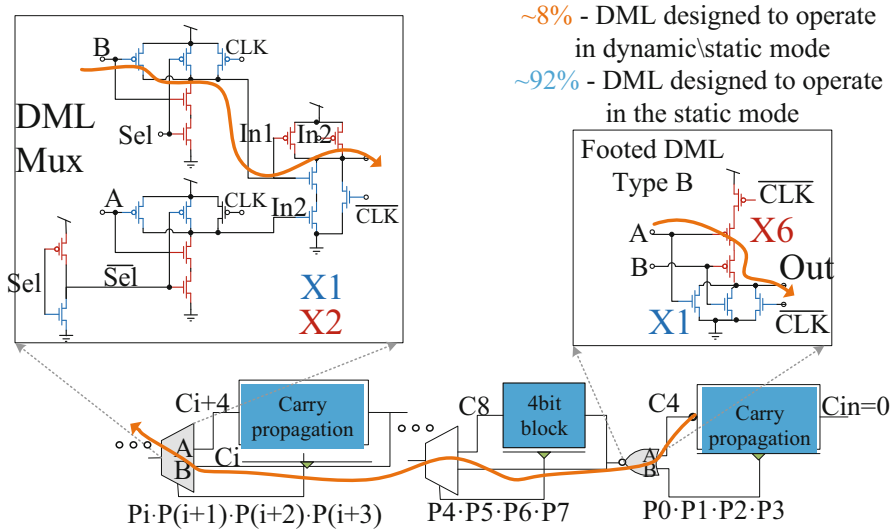 ~8% - DML designed to operate
in dynamic\static mode
~92% - DML designed to operate
in the static mode
B
CLK
DML
Mux
Sel
In1
In2
A
CLK
In2
CLK
Sel
Sel
X1
X2
Footed DML
Type B
CLK
A
X6
B
Out
X1
CLK
Ci+4
Carry
propagation
A
B
Ci
Pi·P(i+1)·P(i+2)·P(i+3)
C8
4bit
block
P4·P5·P6·P7
C4
A
B
Carry
propagation
Cin=0
P0·P1·P2·P3